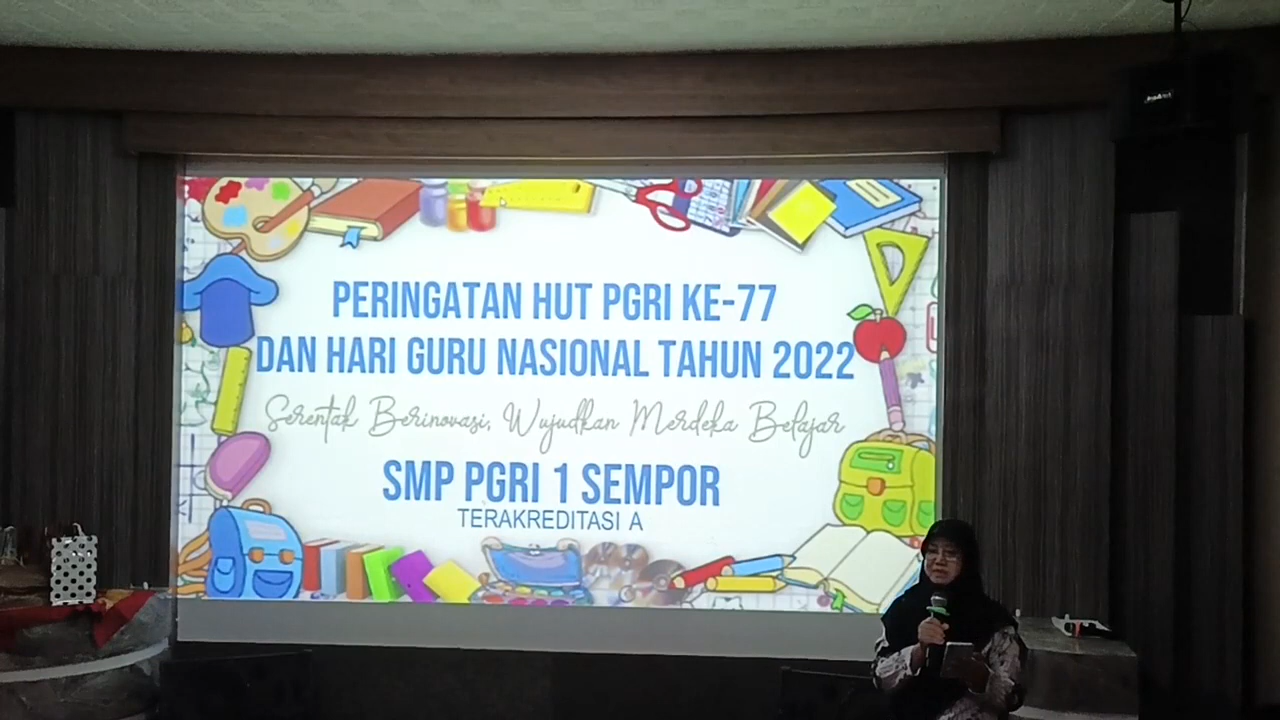 PERINGATAN HUT PGRI KE-77
DAN HARI GURU NASIONAL TAHUN 2022
Serentak Berinovasi, Wujudkan Merdeka Belajar
SMP PGRI 1 SEMPOR
TERAKREDITASI A